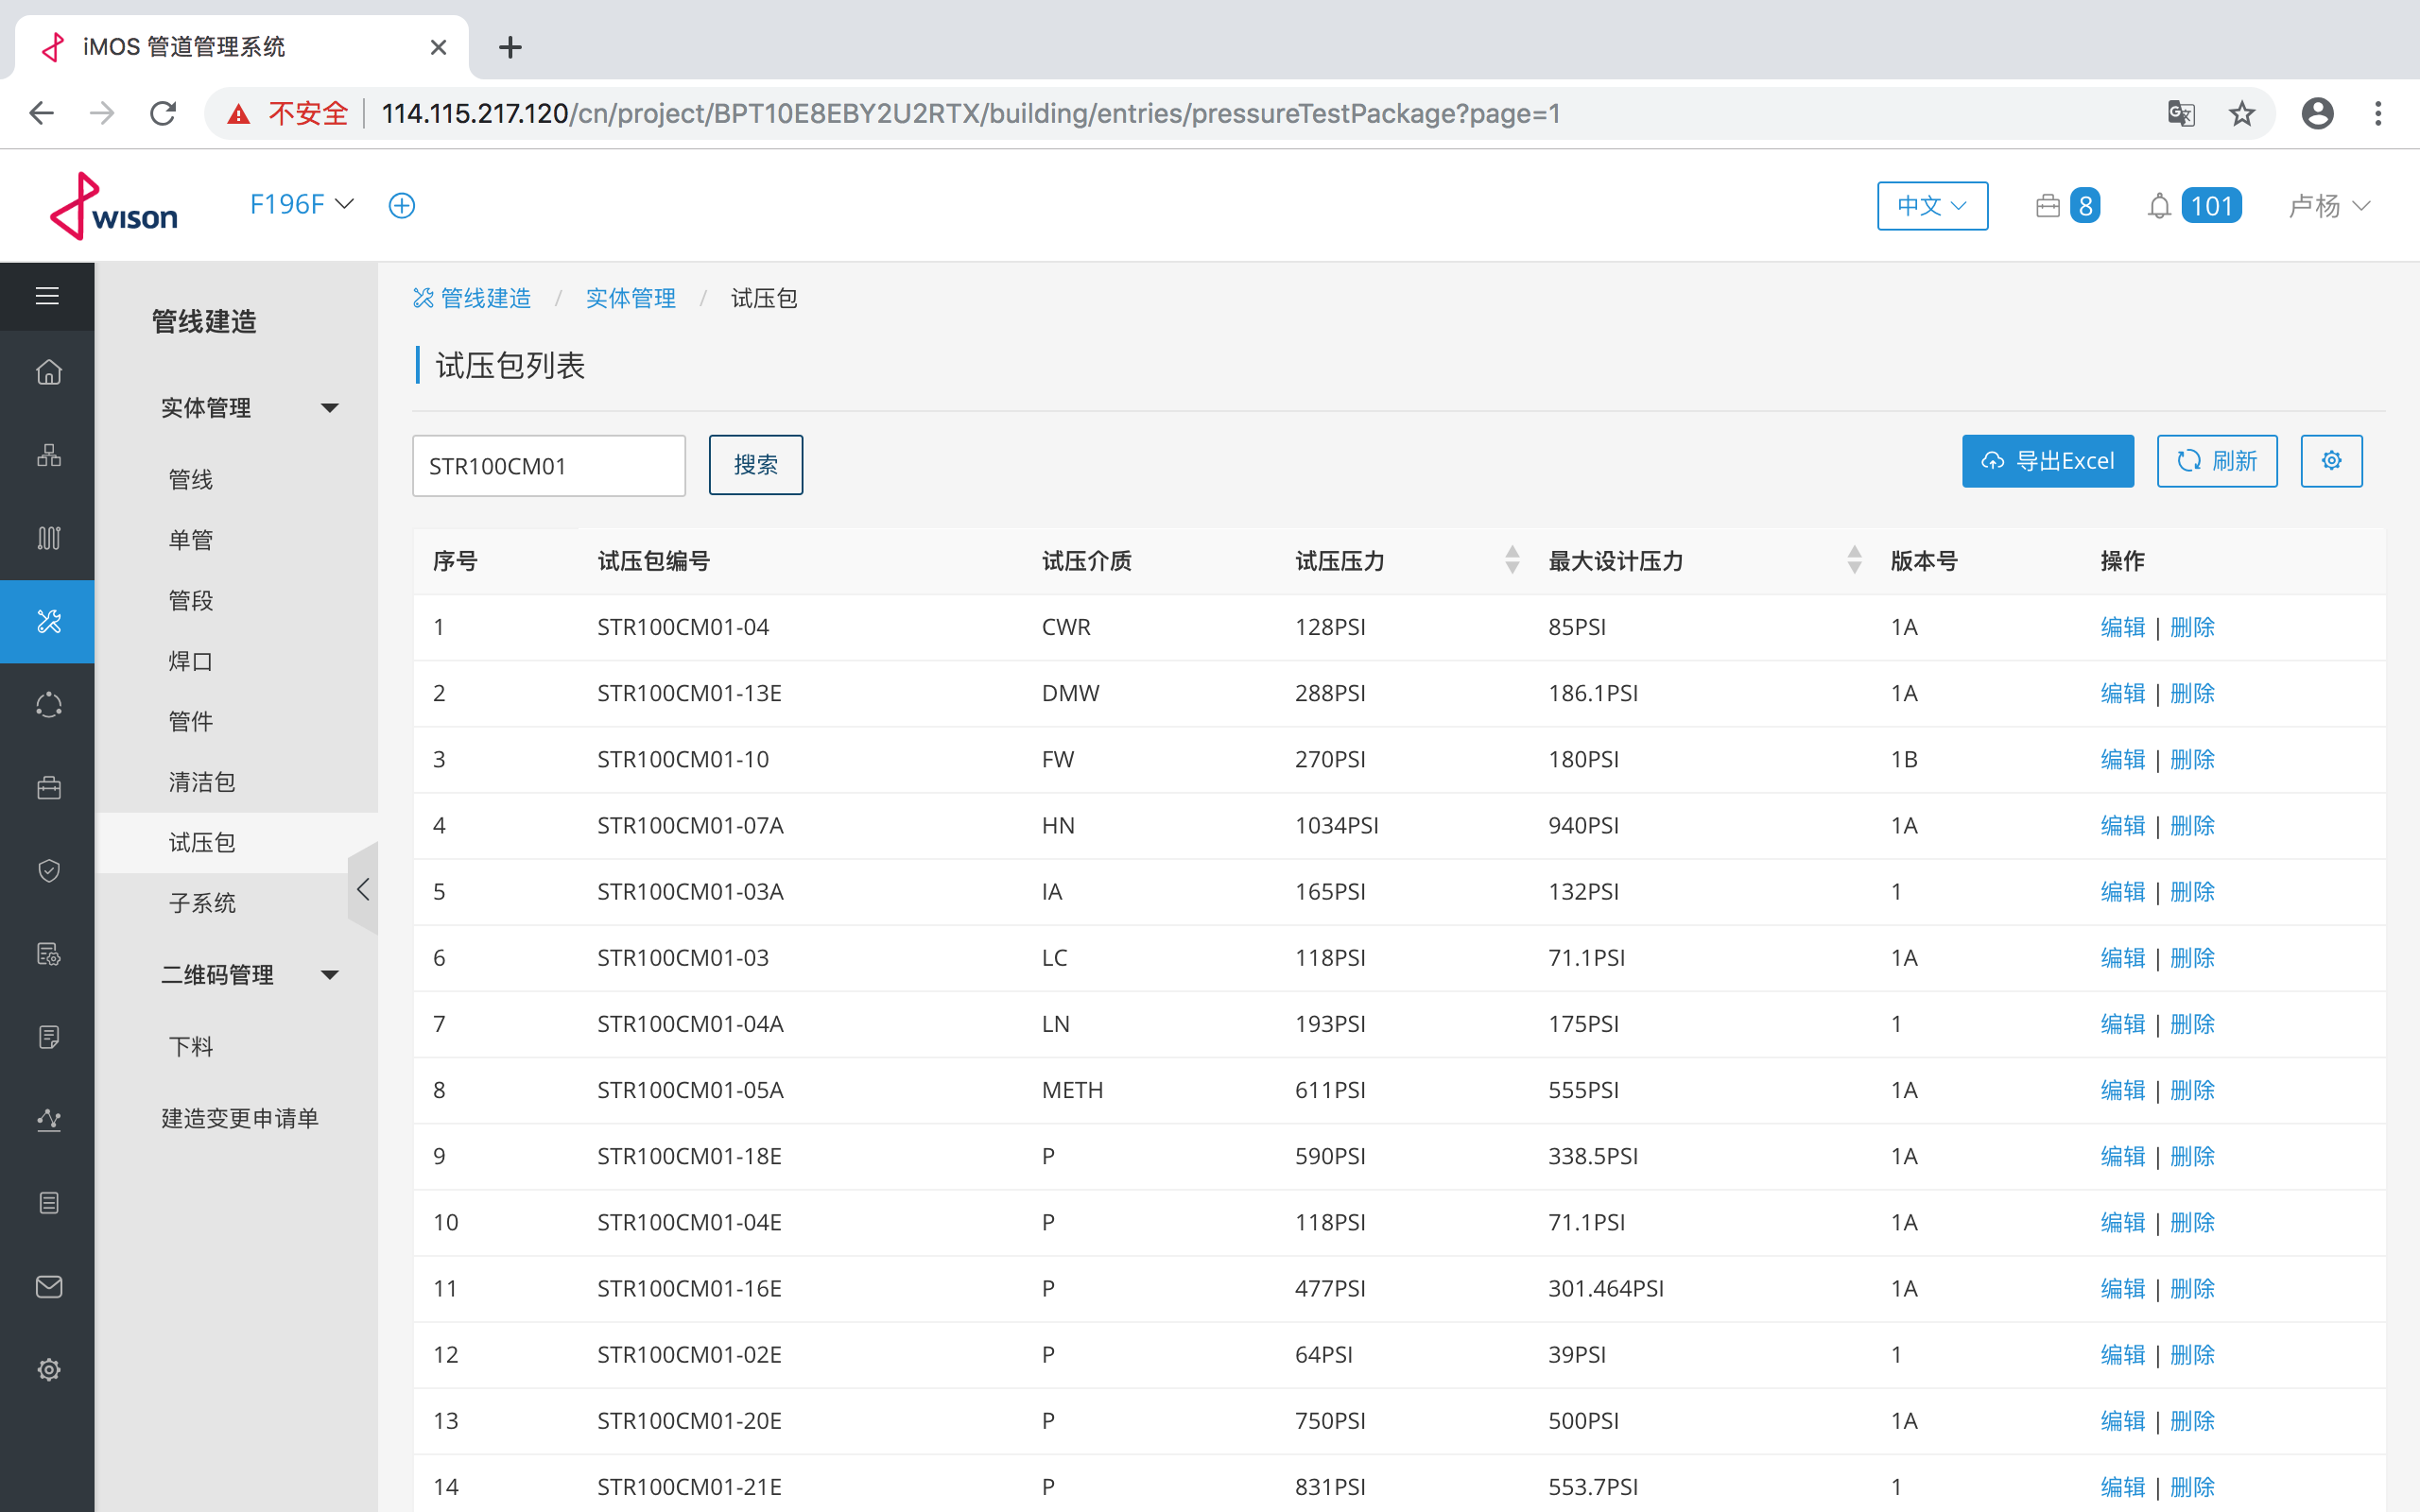 iMOS 管道管理系统
不安全 114.115.217.120/cn/project/BPT10E8EBY2U2RTX/building/entries/pressureTestPackage?page=1
wison F196F 中文 8 101 卢杨
管线建造
实体管理
管线
单管
管段
焊口
管件
清洁包
试压包
子系统
二维码管理
下料
建造变更申请单
管线建造 / 实体管理 / 试压包
试压包列表
STR100CM01 搜索 导出Excel 刷新
序号 试压包编号 试压介质 试压压力 最大设计压力 版本号 操作
1 STR100CM01-04 CWR 128PSI 85PSI 1A 编辑 | 删除
2 STR100CM01-13E DMW 288PSI 186.1PSI 1A 编辑 | 删除
3 STR100CM01-10 FW 270PSI 180PSI 1B 编辑 | 删除
4 STR100CM01-07A HN 1034PSI 940PSI 1A 编辑 | 删除
5 STR100CM01-03A IA 165PSI 132PSI 1 编辑 | 删除
6 STR100CM01-03 LC 118PSI 71.1PSI 1A 编辑 | 删除
7 STR100CM01-04A LN 193PSI 175PSI 1 编辑 | 删除
8 STR100CM01-05A METH 611PSI 555PSI 1A 编辑 | 删除
9 STR100CM01-18E P 590PSI 338.5PSI 1A 编辑 | 删除
10 STR100CM01-04E P 118PSI 71.1PSI 1A 编辑 | 删除
11 STR100CM01-16E P 477PSI 301.464PSI 1A 编辑 | 删除
12 STR100CM01-02E P 64PSI 39PSI 1 编辑 | 删除
13 STR100CM01-20E P 750PSI 500PSI 1A 编辑 | 删除
14 STR100CM01-21E P 831PSI 553.7PSI 1 编辑 | 删除